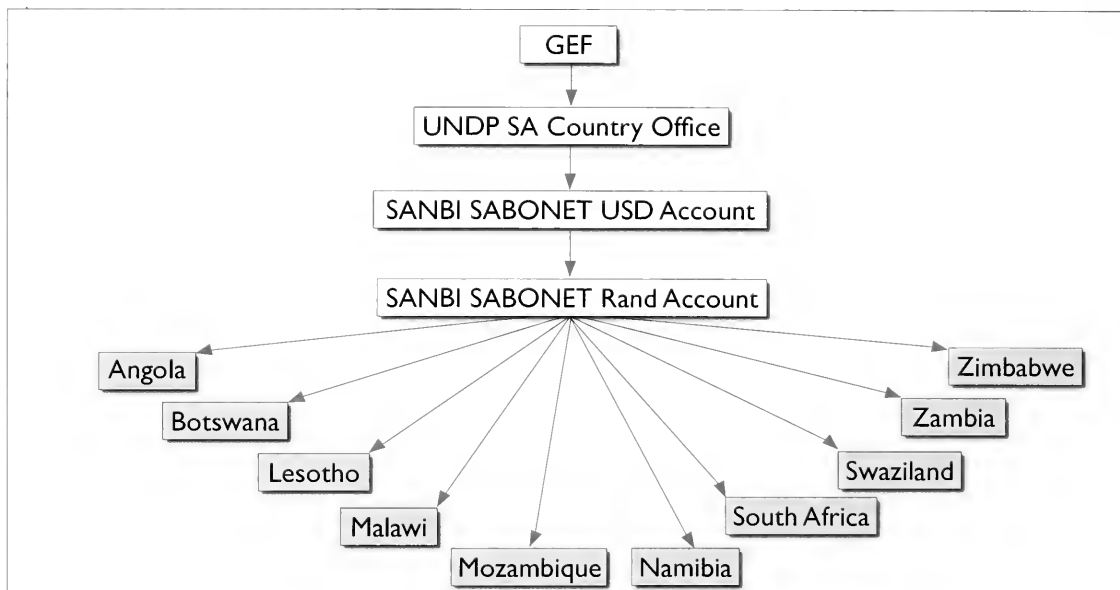 GEF
UNDP SA Country Office
SANBI SABONET USD Account
SANBI SABONET Rand Account
Angola
Botswana
Lesotho
Malawi
Mozambique
Namibia
South Africa
Swaziland
Zambia
Zimbabwe